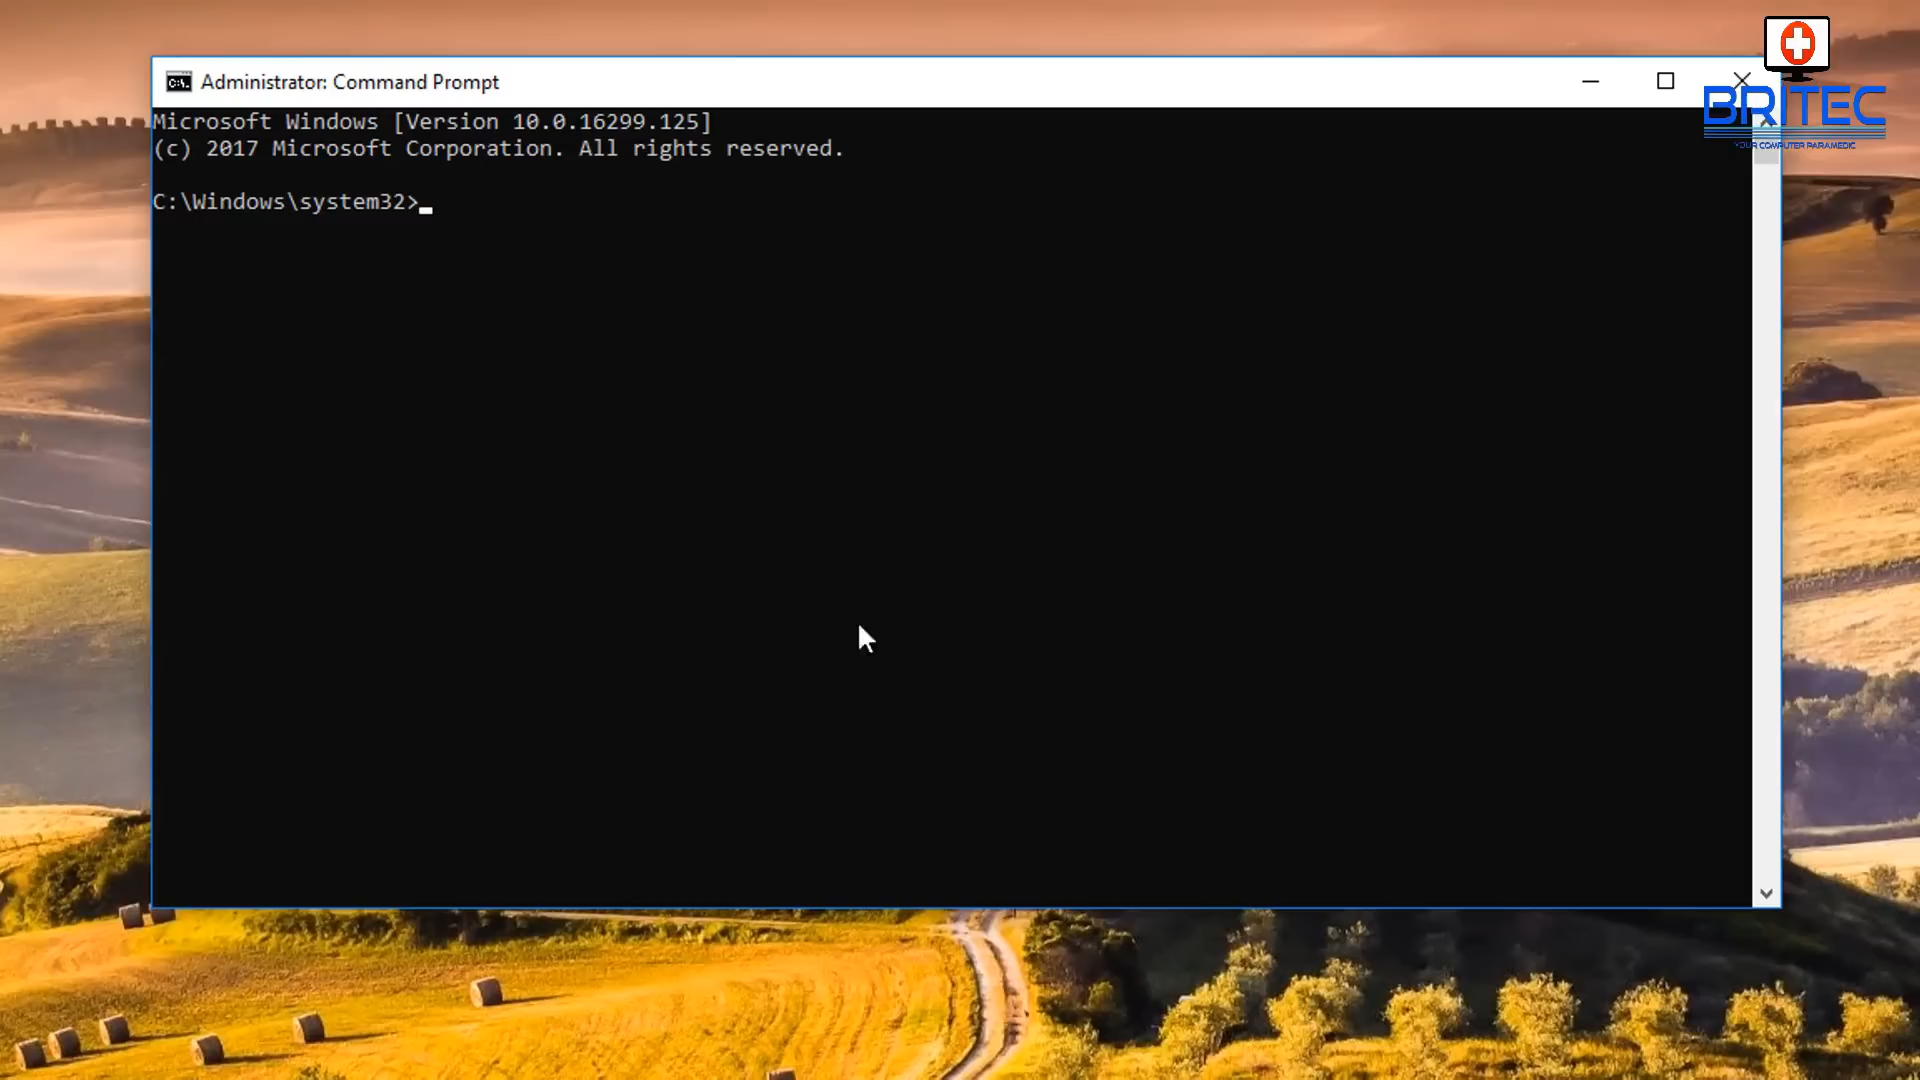 Administrator: Command Prompt
Microsoft Windows [Version 10.0.16299.125]
(c) 2017 Microsoft Corporation. All rights reserved.
C:\Windows\system32>
BRITEC
YOUR COMPUTER PARAMEDIC